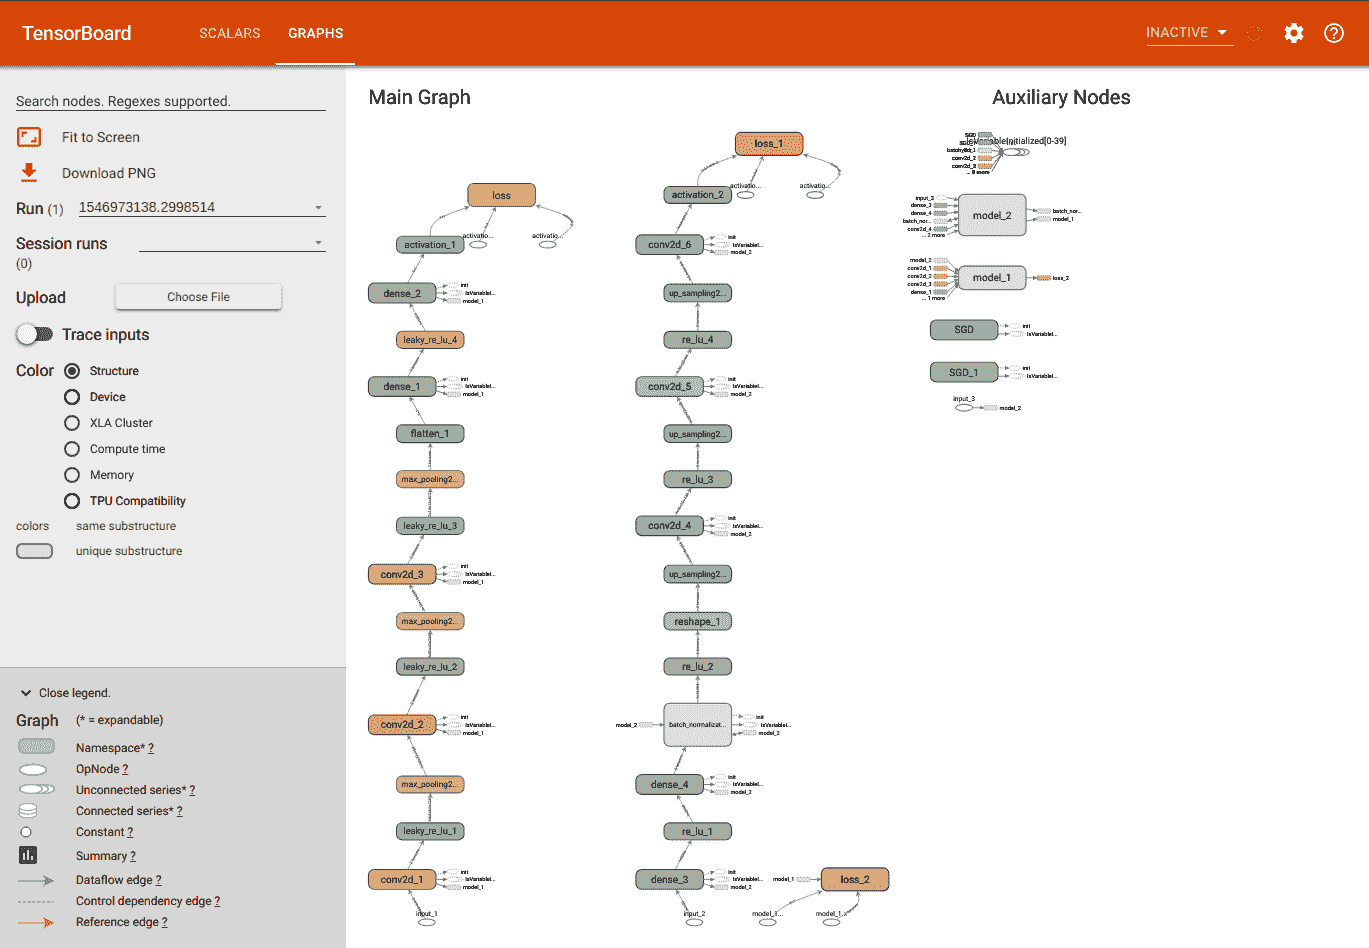 TensorBoard
SCALARS
GRAPHS
INACTIVE
Search nodes. Regexes supported.
Fit to Screen
Download PNG
Run (1)
1546973138.2998514
Session runs
(0)
Upload
Choose File
Trace inputs
Color
Structure
Device
XLA Cluster
Compute time
Memory
TPU Compatibility
colors
same substructure
unique substructure
Close legend.
Graph
(* = expandable)
Namespace* ?
OpNode ?
Unconnected series* ?
Connected series* ?
Constant ?
Summary ?
Dataflow edge ?
Control dependency edge ?
Reference edge ?
Main Graph
loss
activatio...
activatio...
activation_1
dense_2
init
IsVariableI...
model_1
leaky_re_lu_4
dense_1
init
IsVariableI...
model_1
flatten_1
max_pooling2...
leaky_re_lu_3
conv2d_3
init
IsVariableI...
model_1
max_pooling2...
leaky_re_lu_2
conv2d_2
init
IsVariableI...
model_1
max_pooling2...
leaky_re_lu_1
conv2d_1
init
IsVariableI...
model_1
input_1
loss_1
activatio...
activatio...
activation_2
conv2d_6
init
IsVariableI...
model_2
up_sampling2...
re_lu_4
conv2d_5
init
IsVariableI...
model_2
up_sampling2...
re_lu_3
conv2d_4
init
IsVariableI...
model_2
up_sampling2...
reshape_1
re_lu_2
model_2
batch_normalizat...
init
IsVariableI...
model_2
dense_4
init
IsVariableI...
model_2
re_lu_1
dense_3
init
IsVariableI...
model_2
input_2
model_1
loss_2
model_1...
model_1...
Auxiliary Nodes
SGD
conv2d_2
conv2d_3
... 8 more
input_3
dense_3
dense_4
batch_nor...
conv2d_4
... 2 more
model_2
batch_nor...
model_1
model_2
conv2d_1
conv2d_2
conv2d_3
dense_1
... 1 more
model_1
loss_2
SGD
init
IsVariableI...
SGD_1
init
IsVariableI...
input_3
model_2